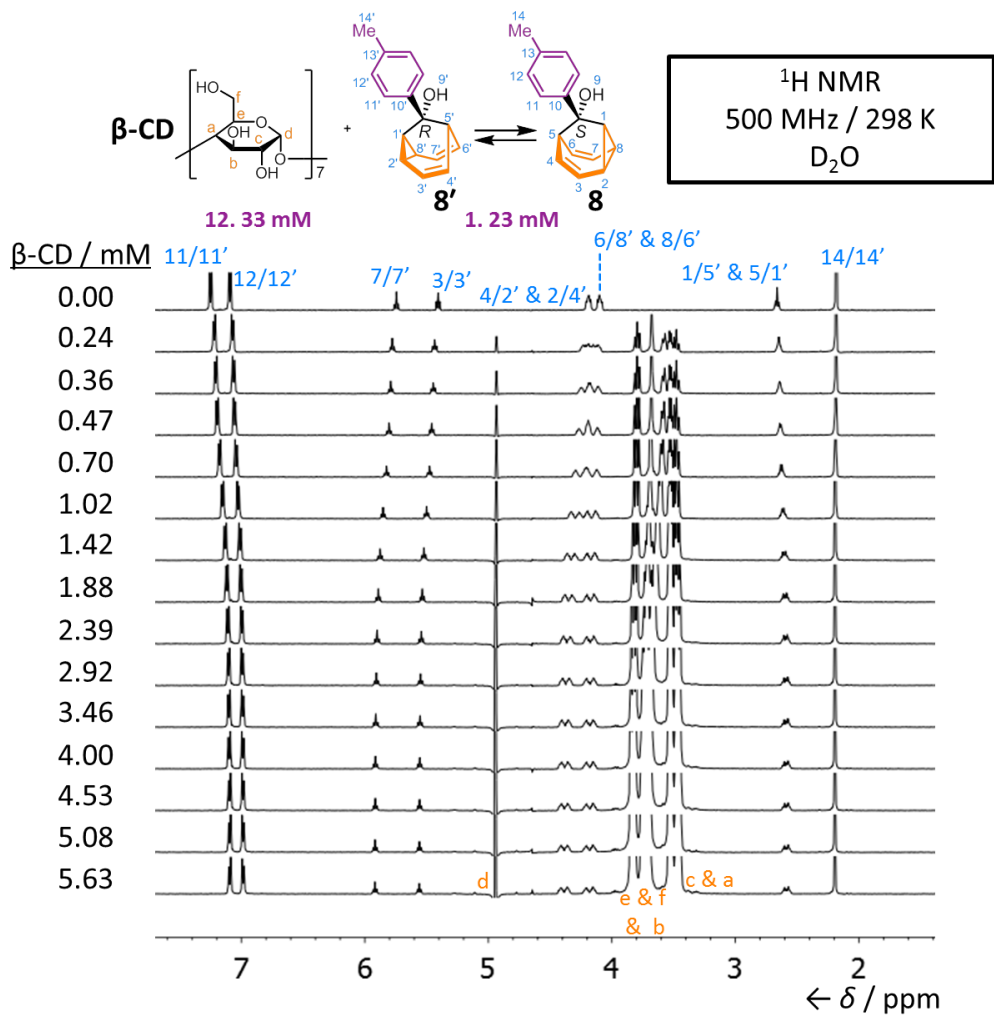 14'
Me
13'
12'
11'
10'
9'
OH
R
5'
1'
8'
7'
6'
2'
3'
4'
8′
14
Me
13
12
11
10
9
OH
S
1
5
6
7
8
4
3
2
8
β-CD
HO
f
e
O
a
OH
d
c
b
OH
O
7
+
12. 33 mM
1. 23 mM
¹H NMR
500 MHz / 298 K
D₂O
β-CD / mM
11/11’
12/12’
7/7’
3/3’
4/2’ & 2/4’
6/8’ & 8/6’
1/5’ & 5/1’
14/14’
0.00
0.24
0.36
0.47
0.70
1.02
1.42
1.88
2.39
2.92
3.46
4.00
4.53
5.08
5.63
d
e & f
& b
c & a
7 6 5 4 3 2
← δ / ppm